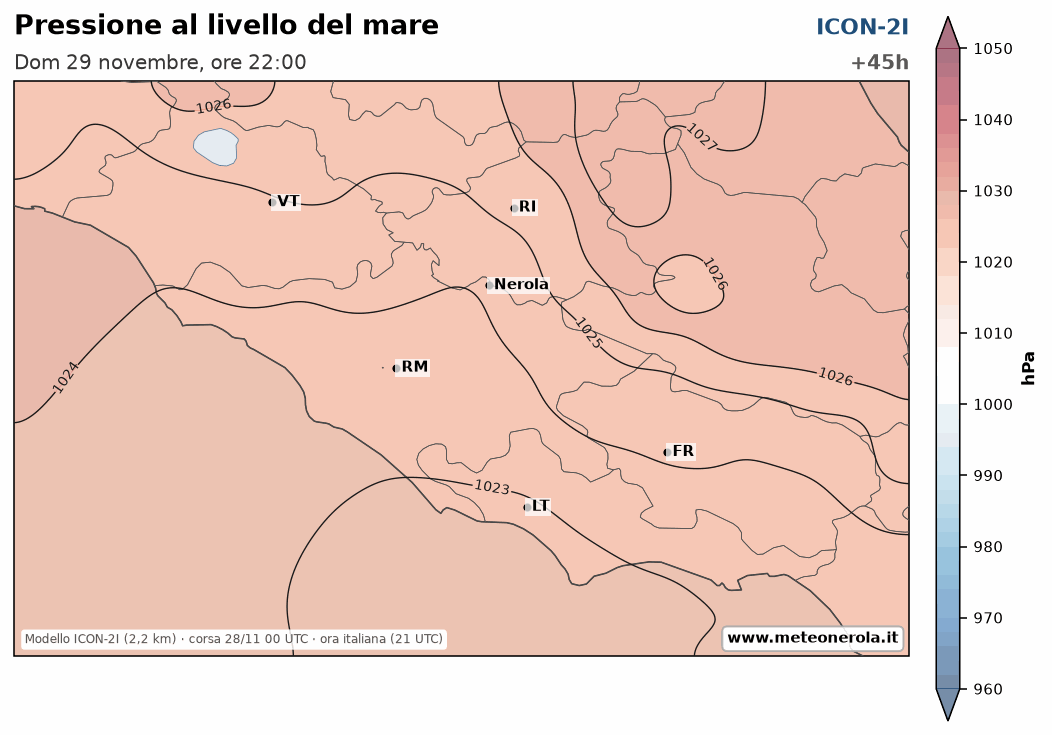 Pressione al livello del mare
ICON-2I
Dom 29 novembre, ore 22:00
+45h
1050
1026
1027
1040
1030
VT
RI
1020
1026
Nerola
1025
1010
1024
RM
1026
hPa
1000
FR
990
1023
LT
980
970
Modello ICON-2I (2,2 km) · corsa 28/11 00 UTC · ora italiana (21 UTC)
www.meteonerola.it
960